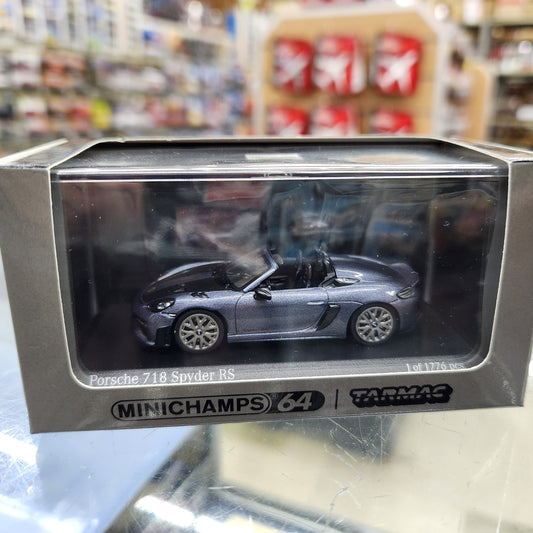 Porsche 718 Spyder RS
1 of 1776 pcs
MINICHAMPS 64 | TARMAC